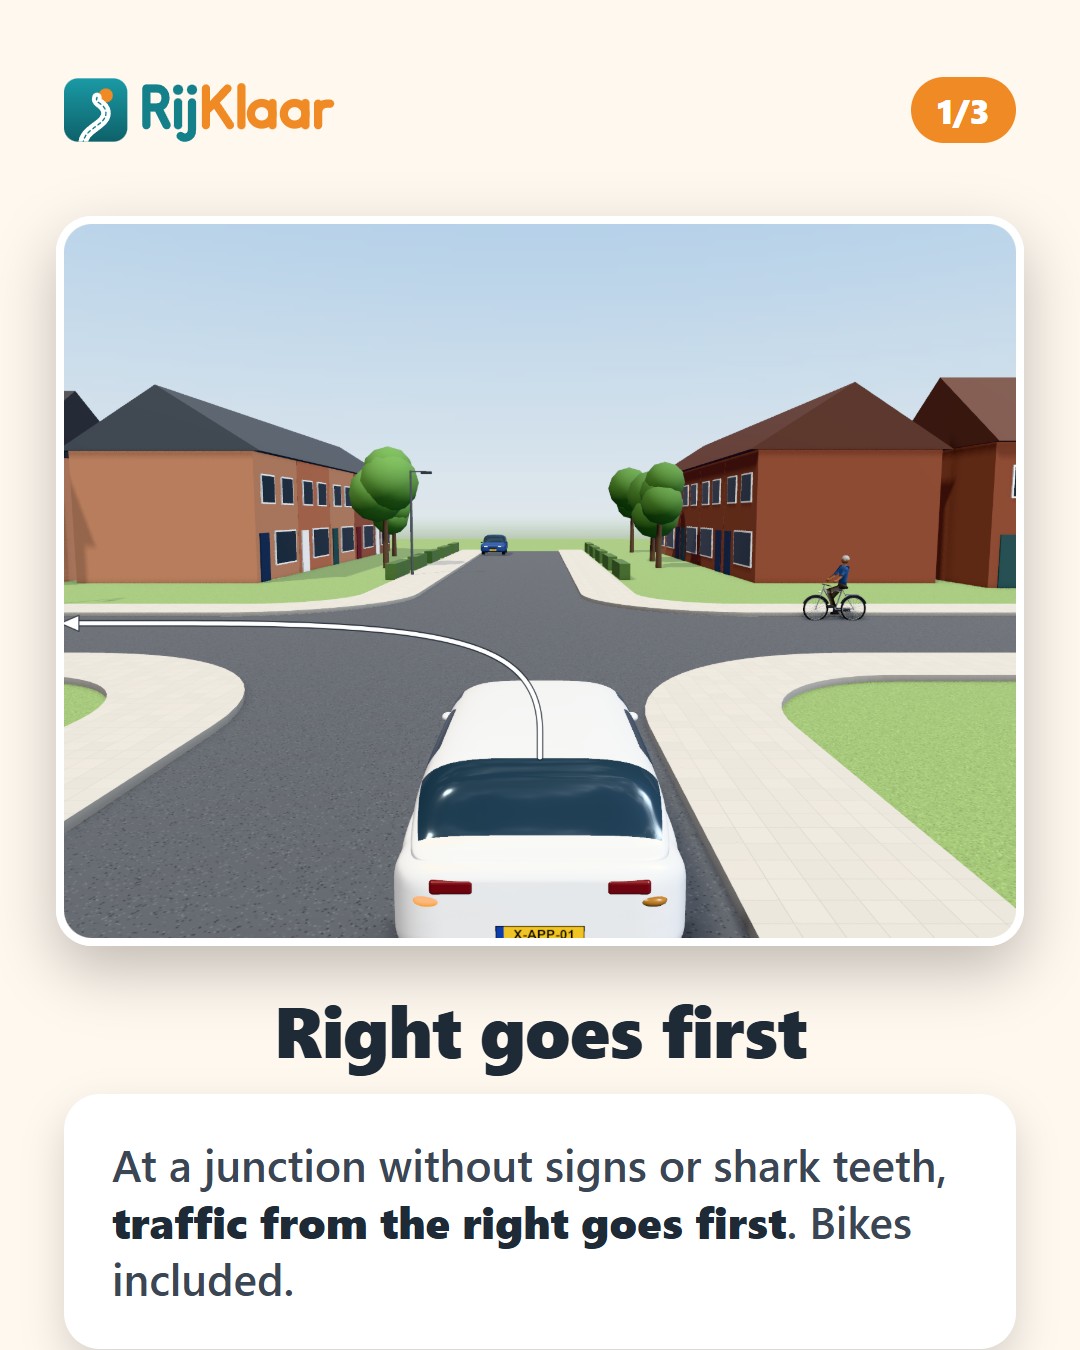 RijKlaar
1/3
X-APP-01
Right goes first
At a junction without signs or shark teeth,
traffic from the right goes first. Bikes
included.